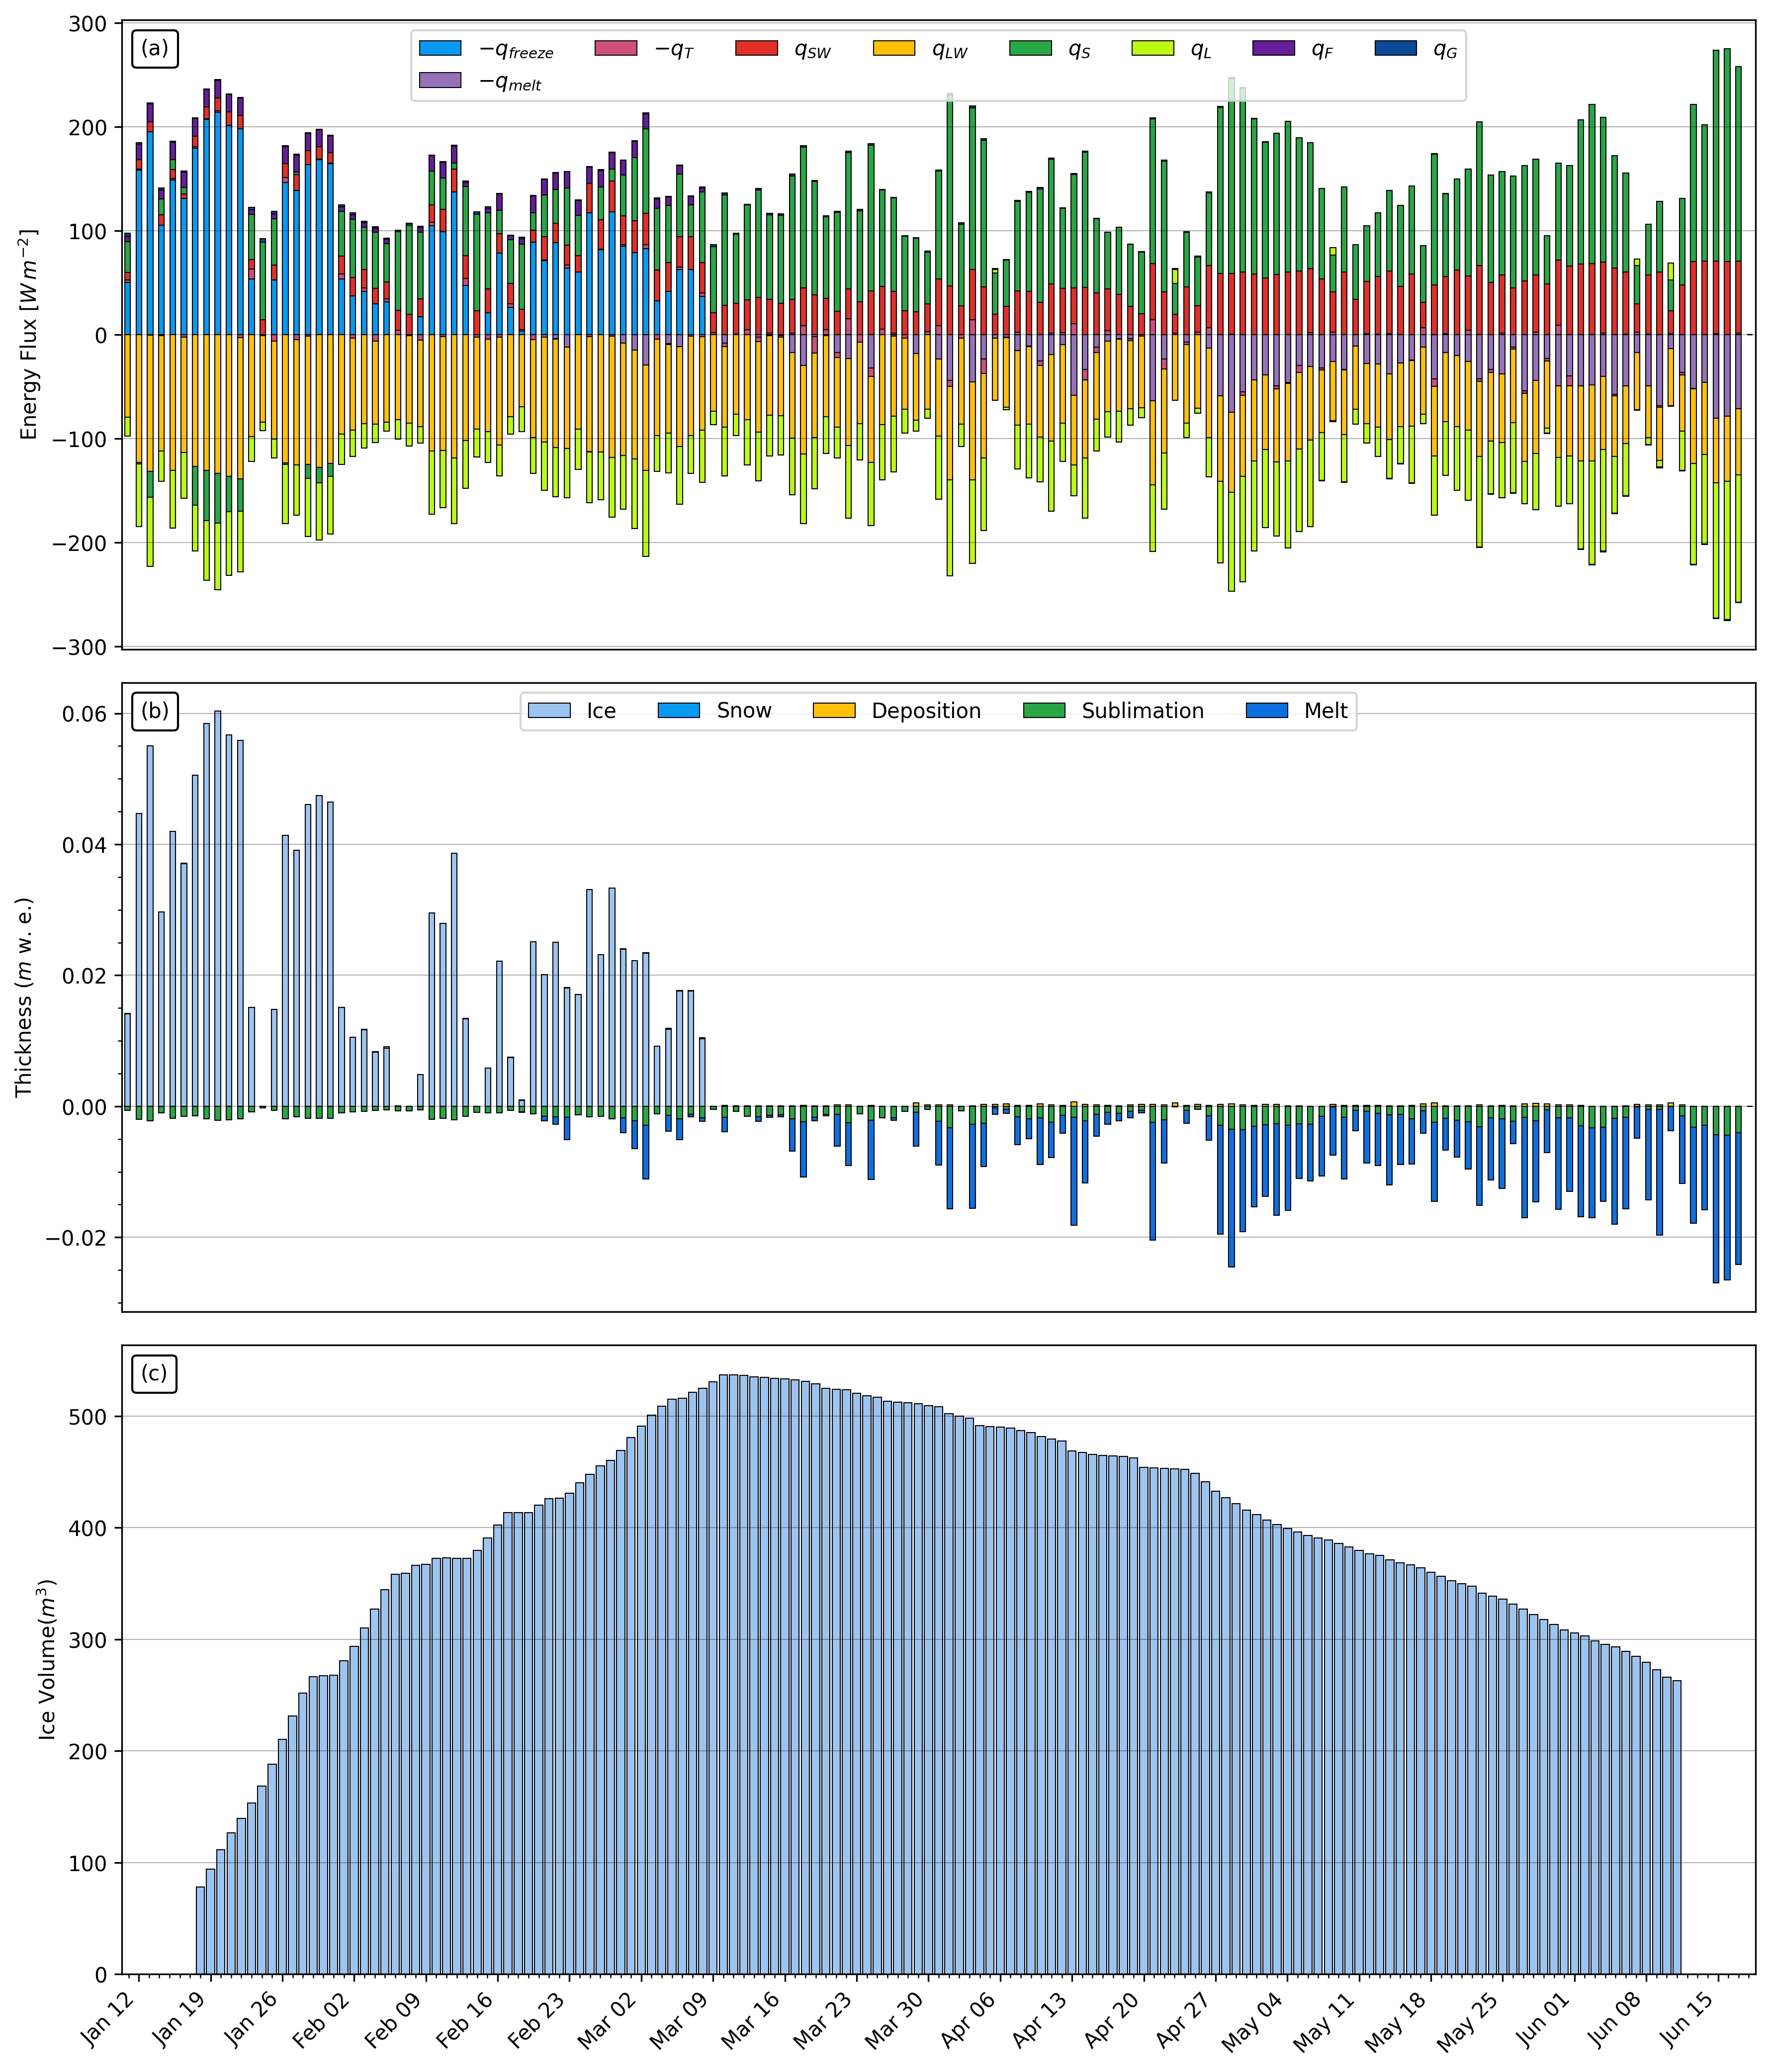 (a)
−q_freeze −q_T q_SW q_LW q_S q_L q_F q_G
−q_melt
300
200
100
0
−100
−200
−300
Energy Flux [W m⁻²]
(b)
Ice Snow Deposition Sublimation Melt
0.06
0.04
0.02
0.00
−0.02
Thickness (m w. e.)
(c)
500
400
300
200
100
0
Ice Volume(m³)
Jan 12 Jan 19 Jan 26 Feb 02 Feb 09 Feb 16 Feb 23 Mar 02 Mar 09 Mar 16 Mar 23 Mar 30 Apr 06 Apr 13 Apr 20 Apr 27 May 04 May 11 May 18 May 25 Jun 01 Jun 08 Jun 15